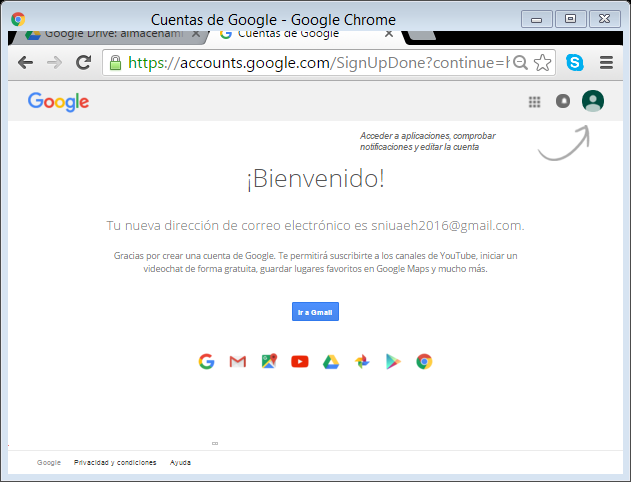 Cuentas de Google - Google Chrome
Google Drive: almacenami
Cuentas de Google
https://accounts.google.com/SignUpDone?continue=h
Google
Acceder a aplicaciones, comprobar
notificaciones y editar la cuenta
¡Bienvenido!
Tu nueva dirección de correo electrónico es sniuaeh2016@gmail.com.
Gracias por crear una cuenta de Google. Te permitirá suscribirte a los canales de YouTube, iniciar un
videochat de forma gratuita, guardar lugares favoritos en Google Maps y mucho más.
Ir a Gmail
Google Privacidad y condiciones Ayuda